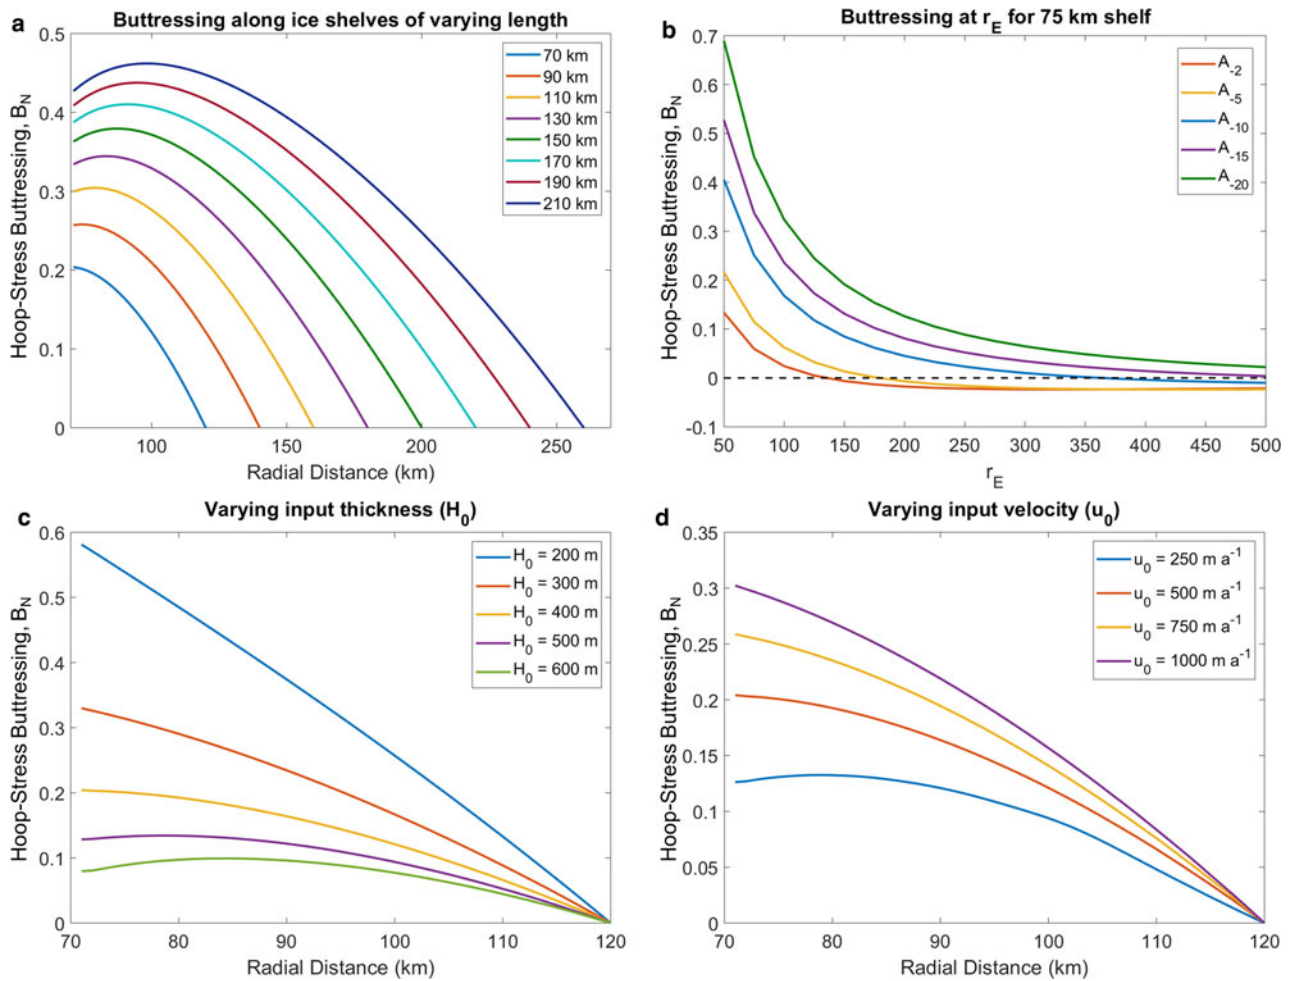 a
Buttressing along ice shelves of varying length
Hoop-Stress Buttressing, B_N
0.5
0.4
0.3
0.2
0.1
0
100
150
200
250
Radial Distance (km)
70 km
90 km
110 km
130 km
150 km
170 km
190 km
210 km
b
Buttressing at r_E for 75 km shelf
Hoop-Stress Buttressing, B_N
0.7
0.6
0.5
0.4
0.3
0.2
0.1
0
-0.1
50
100
150
200
250
300
350
400
450
500
r_E
A_-2
A_-5
A_-10
A_-15
A_-20
c
Varying input thickness (H_0)
Hoop-Stress Buttressing, B_N
0.6
0.5
0.4
0.3
0.2
0.1
0
70
80
90
100
110
120
Radial Distance (km)
H_0 = 200 m
H_0 = 300 m
H_0 = 400 m
H_0 = 500 m
H_0 = 600 m
d
Varying input velocity (u_0)
Hoop-Stress Buttressing, B_N
0.35
0.3
0.25
0.2
0.15
0.1
0.05
0
70
80
90
100
110
120
Radial Distance (km)
u_0 = 250 m a^-1
u_0 = 500 m a^-1
u_0 = 750 m a^-1
u_0 = 1000 m a^-1